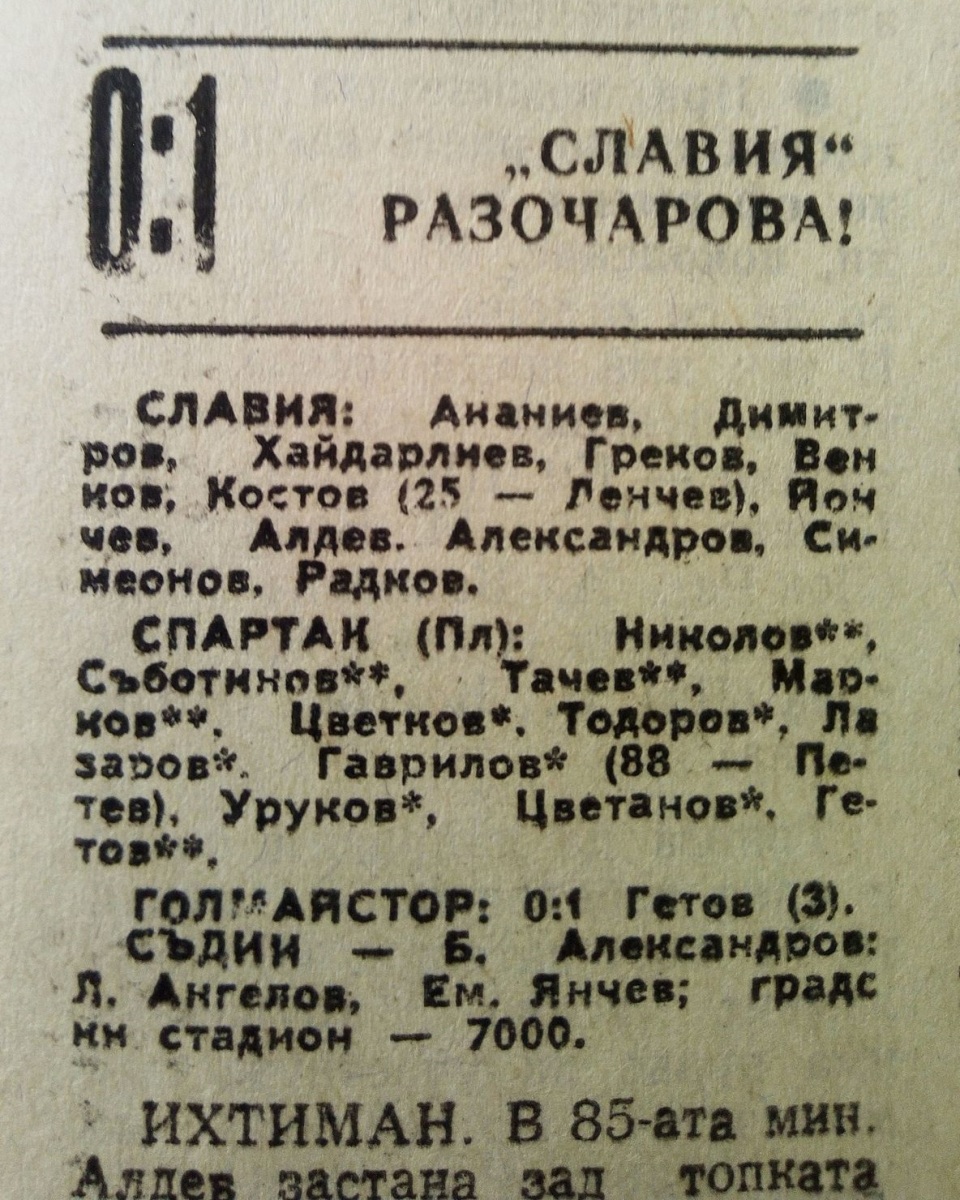 0:1
„СЛАВИЯ“
РАЗОЧАРОВА!
СЛАВИЯ: Ананиев, Димит-
ров, Хайдарлиев, Греков, Вен
ков, Костов (25 — Ленчев), Йон
чев, Алдев. Александров, Си-
меонов, Радков.
СПАРТАК (Пл): Николов**,
Съботинов**, Тачев**, Мар-
ков**. Цветков*. Тодоров*. Ла
заров*. Гаврилов* (88 — Пе-
тев), Уруков*, Цветанов*. Ге-
тов**.
ГОЛМАЯСТОР: 0:1 Гетов (3).
СЪДИИ — Б. Александров:
Л. Ангелов, Ем. Янчев; градс
ки стадион — 7000.
ИХТИМАН. В 85-ата мин.
Алдев застана зад топката